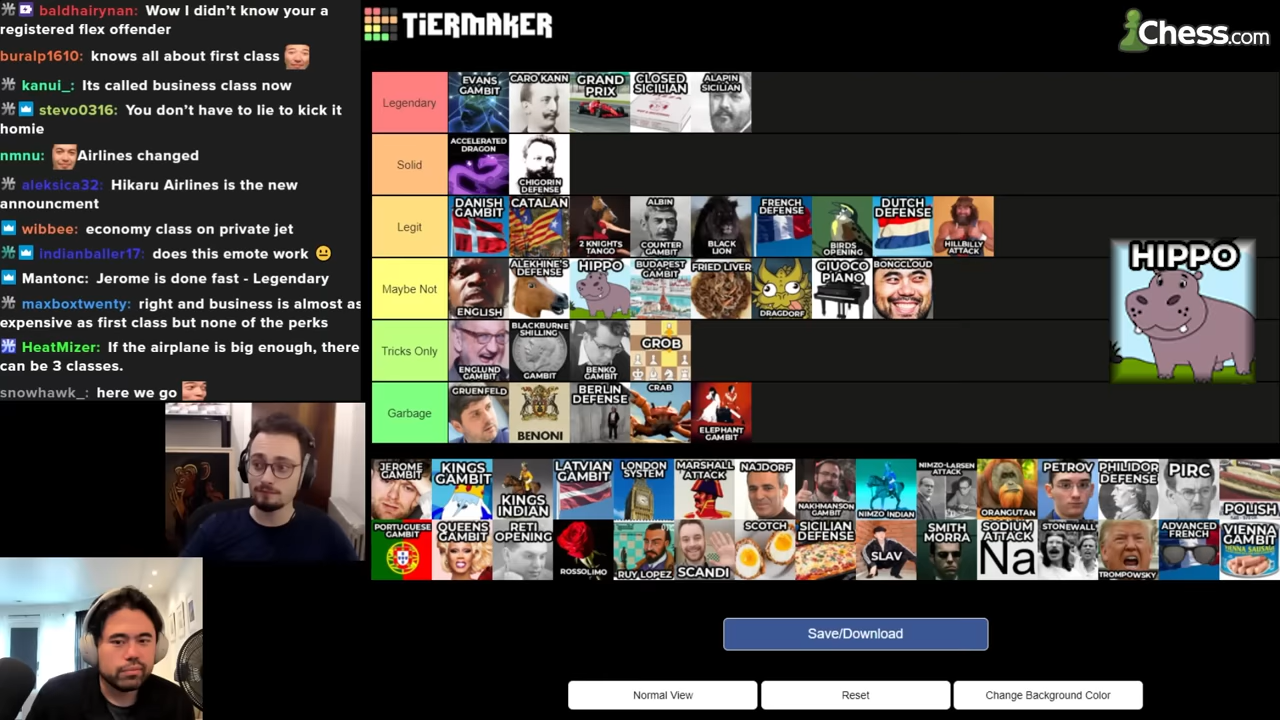 baldhairynan: Wow I didn’t know your a
registered flex offender
buralp1610: knows all about first class
kanui_: Its called business class now
stevo0316: You don’t have to lie to kick it
homie
nmnu: Airlines changed
aleksica32: Hikaru Airlines is the new
announcment
wibbee: economy class on private jet
indianballer17: does this emote work
Mantonc: Jerome is done fast - Legendary
maxboxtwenty: right and business is almost as
expensive as first class but none of the perks
HeatMizer: If the airplane is big enough, there
can be 3 classes.
snowhawk_: here we go
TiERMAKER
Chess.com
Legendary
EVANS
GAMBIT
CARO KANN
GRAND
PRIX
CLOSED
SICILIAN
ALAPIN
SICILIAN
Solid
ACCELERATED
DRAGON
CHIGORIN
DEFENSE
Legit
DANISH
GAMBIT
CATALAN
2 KNIGHTS
TANGO
ALBIN
COUNTER
GAMBIT
BLACK
LION
FRENCH
DEFENSE
BIRDS
OPENING
DUTCH
DEFENSE
HILLBILLY
ATTACK
Maybe Not
ENGLISH
ALEKHINE'S
DEFENSE
HIPPO
BUDAPEST
GAMBIT
FRIED LIVER
DRAGDORF
GIUOCO
PIANO
BONGCLOUD
Tricks Only
ENGLUND
GAMBIT
BLACKBURNE
SHILLING
GAMBIT
BENKO
GAMBIT
GROB
Garbage
GRUENFELD
BENONI
BERLIN
DEFENSE
CRAB
ELEPHANT
GAMBIT
HIPPO
JEROME
GAMBIT
KINGS
GAMBIT
KINGS
INDIAN
LATVIAN
GAMBIT
LONDON
SYSTEM
MARSHALL
ATTACK
NAJDORF
NAKHMANSON
GAMBIT
NIMZO INDIAN
NIMZO-LARSEN
ATTACK
ORANGUTAN
PETROV
PHILIDOR
DEFENSE
PIRC
POLISH
PORTUGUESE
GAMBIT
QUEENS
GAMBIT
RETI
OPENING
ROSSOLIMO
RUY LOPEZ
SCANDI
SCOTCH
SICILIAN
DEFENSE
SLAV
SMITH
MORRA
SODIUM
ATTACK
Na
STONEWALL
TROMPOWSKY
ADVANCED
FRENCH
VIENNA
GAMBIT
VIENNA SAUSAGE
Save/Download
Normal View
Reset
Change Background Color